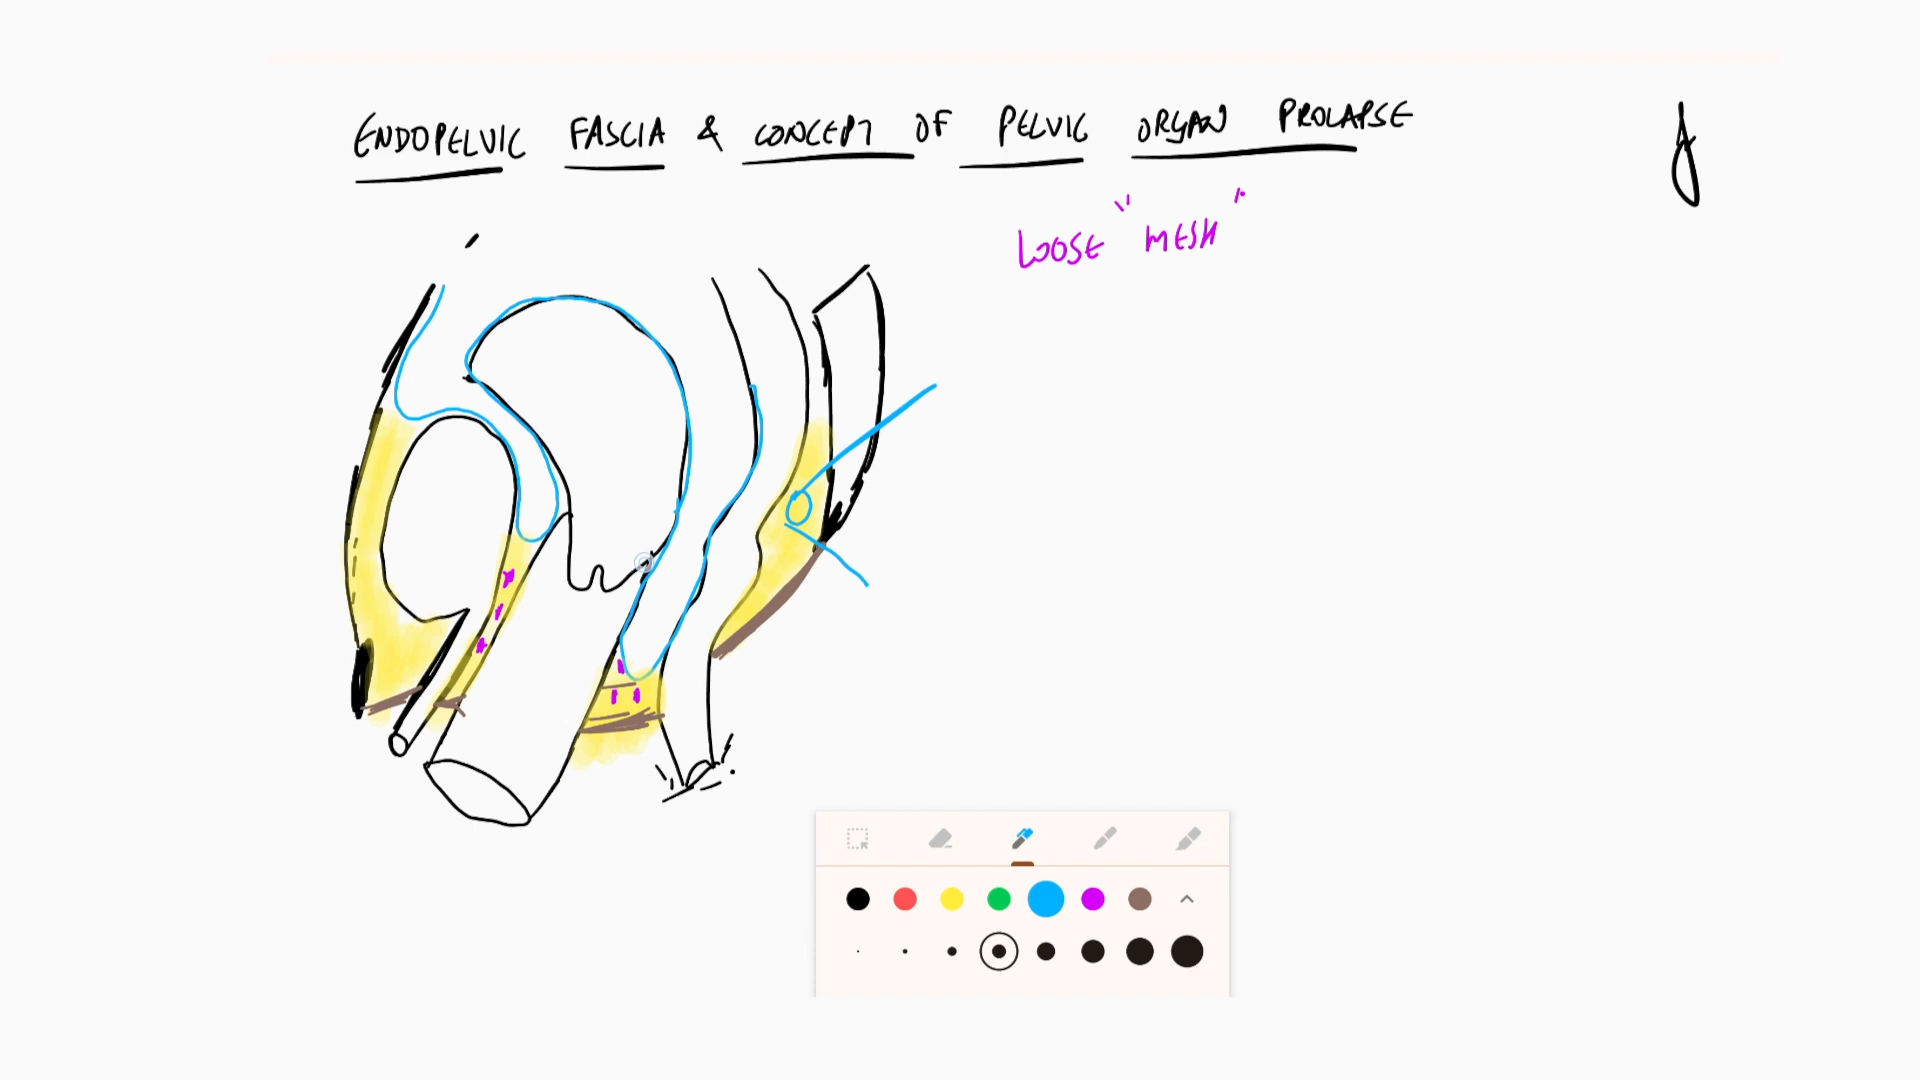 ENDOPELVIC FASCIA & CONCEPT OF PELVIC ORGAN PROLAPSE
LOOSE "MESH"